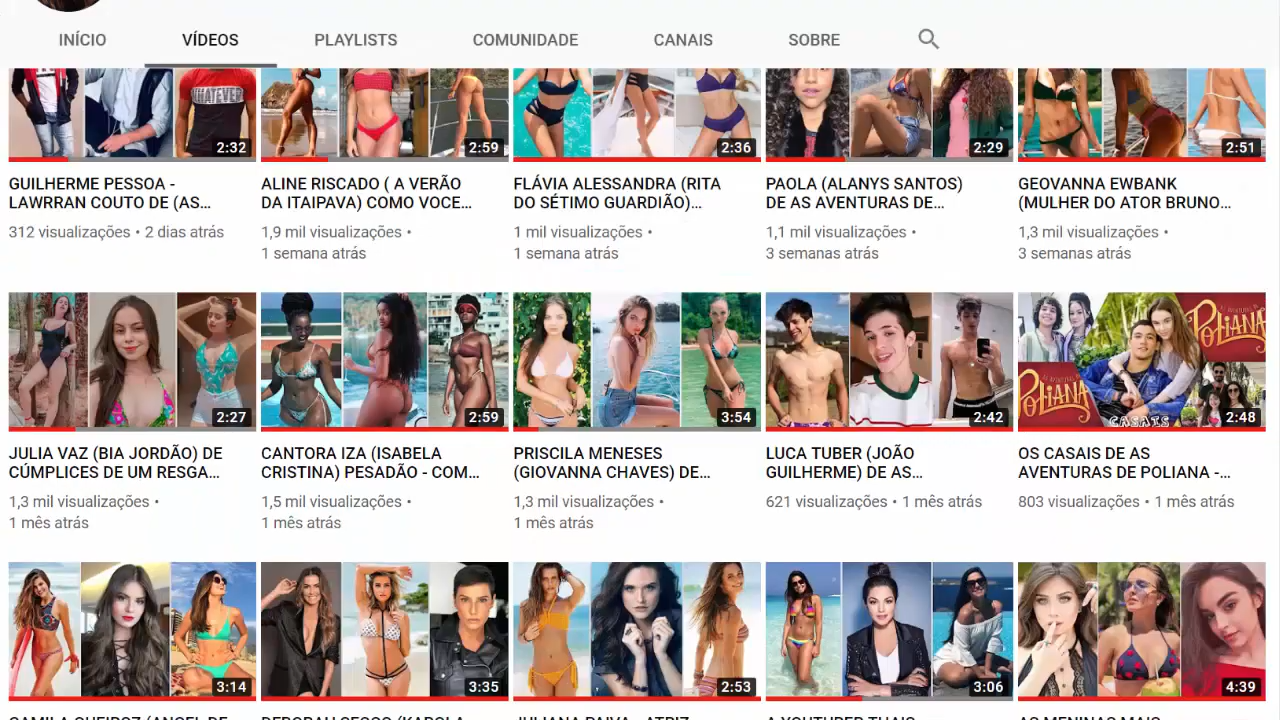 INÍCIO VÍDEOS PLAYLISTS COMUNIDADE CANAIS SOBRE
WHATEVER
2:32 2:59 2:36 2:29 2:51
GUILHERME PESSOA -
LAWRRAN COUTO DE (AS...
312 visualizações • 2 dias atrás
ALINE RISCADO ( A VERÃO
DA ITAIPAVA) COMO VOCE...
1,9 mil visualizações •
1 semana atrás
FLÁVIA ALESSANDRA (RITA
DO SÉTIMO GUARDIÃO)...
1 mil visualizações •
1 semana atrás
PAOLA (ALANYS SANTOS)
DE AS AVENTURAS DE...
1,1 mil visualizações •
3 semanas atrás
GEOVANNA EWBANK
(MULHER DO ATOR BRUNO...
1,3 mil visualizações •
3 semanas atrás
POLIANA
POLIANA
CASAIS
2:27 2:59 3:54 2:42 2:48
JULIA VAZ (BIA JORDÃO) DE
CÚMPLICES DE UM RESGA...
1,3 mil visualizações •
1 mês atrás
CANTORA IZA (ISABELA
CRISTINA) PESADÃO - COM...
1,5 mil visualizações •
1 mês atrás
PRISCILA MENESES
(GIOVANNA CHAVES) DE...
1,3 mil visualizações •
1 mês atrás
LUCA TUBER (JOÃO
GUILHERME) DE AS...
621 visualizações • 1 mês atrás
OS CASAIS DE AS
AVENTURAS DE POLIANA -...
803 visualizações • 1 mês atrás
3:14 3:35 2:53 3:06 4:39